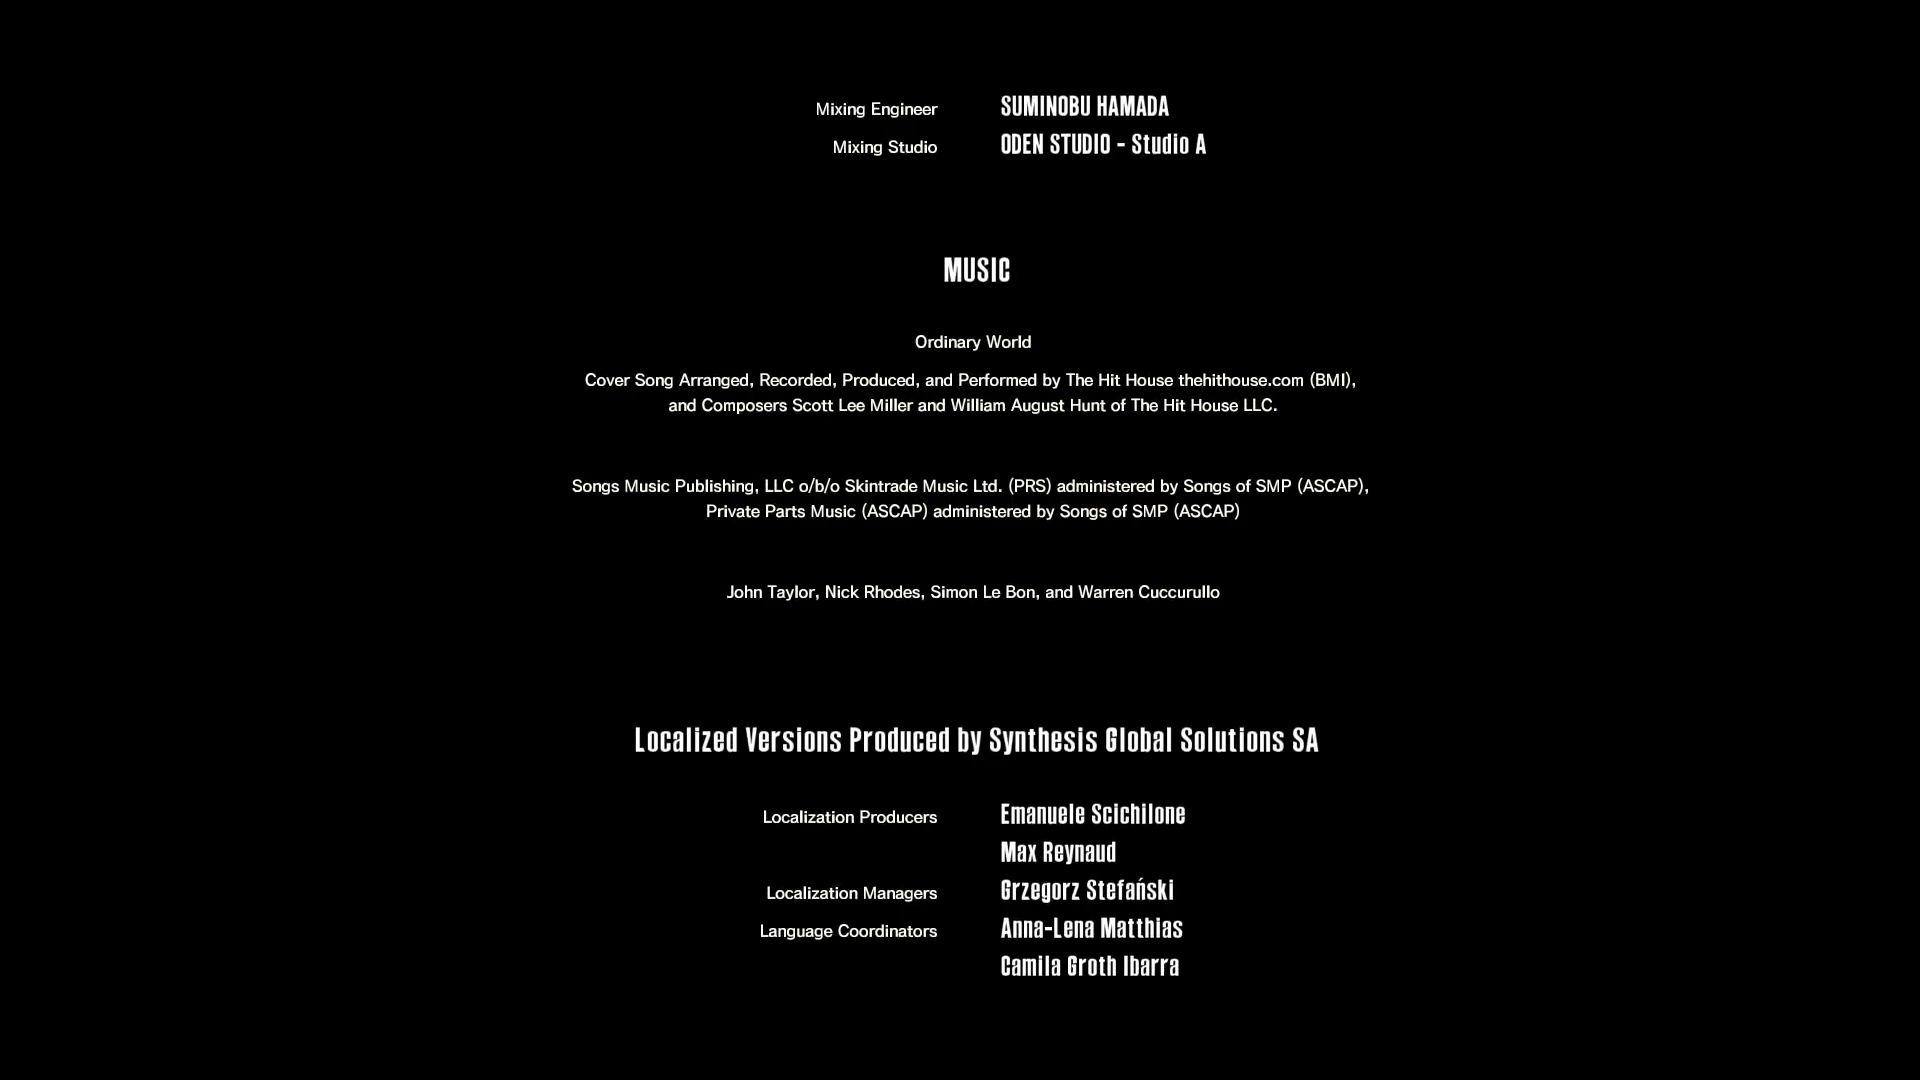 Mixing Engineer SUMINOBU HAMADA
Mixing Studio ODEN STUDIO - Studio A
MUSIC
Ordinary World
Cover Song Arranged, Recorded, Produced, and Performed by The Hit House thehithouse.com (BMI),
and Composers Scott Lee Miller and William August Hunt of The Hit House LLC.
Songs Music Publishing, LLC o/b/o Skintrade Music Ltd. (PRS) administered by Songs of SMP (ASCAP),
Private Parts Music (ASCAP) administered by Songs of SMP (ASCAP)
John Taylor, Nick Rhodes, Simon Le Bon, and Warren Cuccurullo
Localized Versions Produced by Synthesis Global Solutions SA
Localization Producers Emanuele Scichilone
Max Reynaud
Localization Managers Grzegorz Stefański
Language Coordinators Anna-Lena Matthias
Camila Groth Ibarra